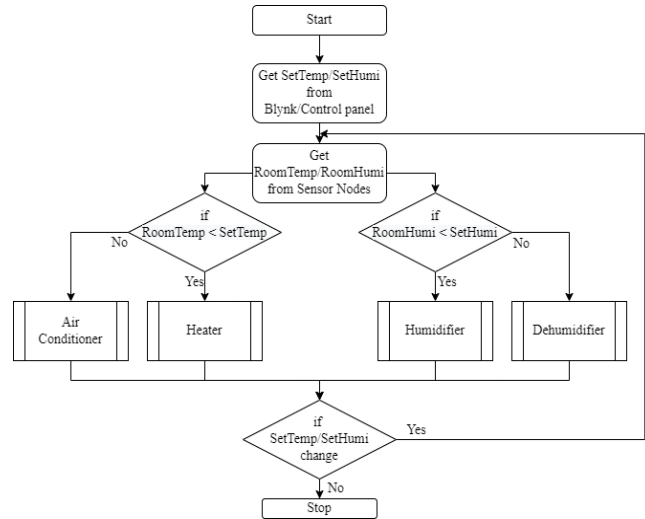 Start
Get SetTemp/SetHumi
from
Blynk/Control panel
Get
RoomTemp/RoomHumi
from Sensor Nodes
if
RoomTemp < SetTemp
if
RoomHumi < SetHumi
No
Yes
Yes
No
Air
Conditioner
Heater
Humidifier
Dehumidifier
if
SetTemp/SetHumi
change
Yes
No
Stop